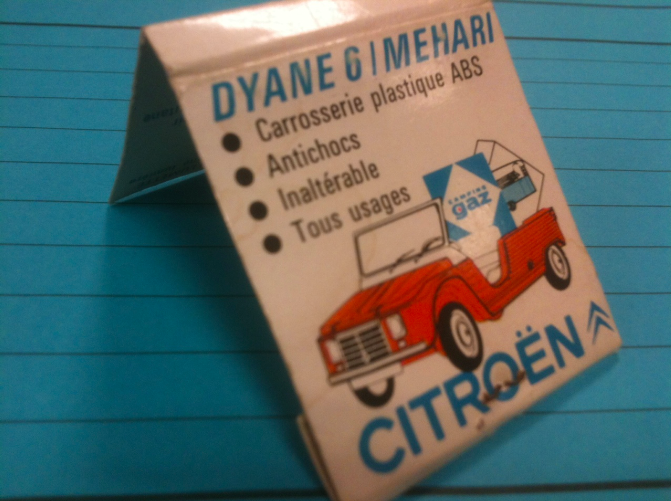 DYANE 6 | MEHARI
Carrosserie plastique ABS
Antichocs
Inaltérable
Tous usages
CAMPING
gaz
CITROËN